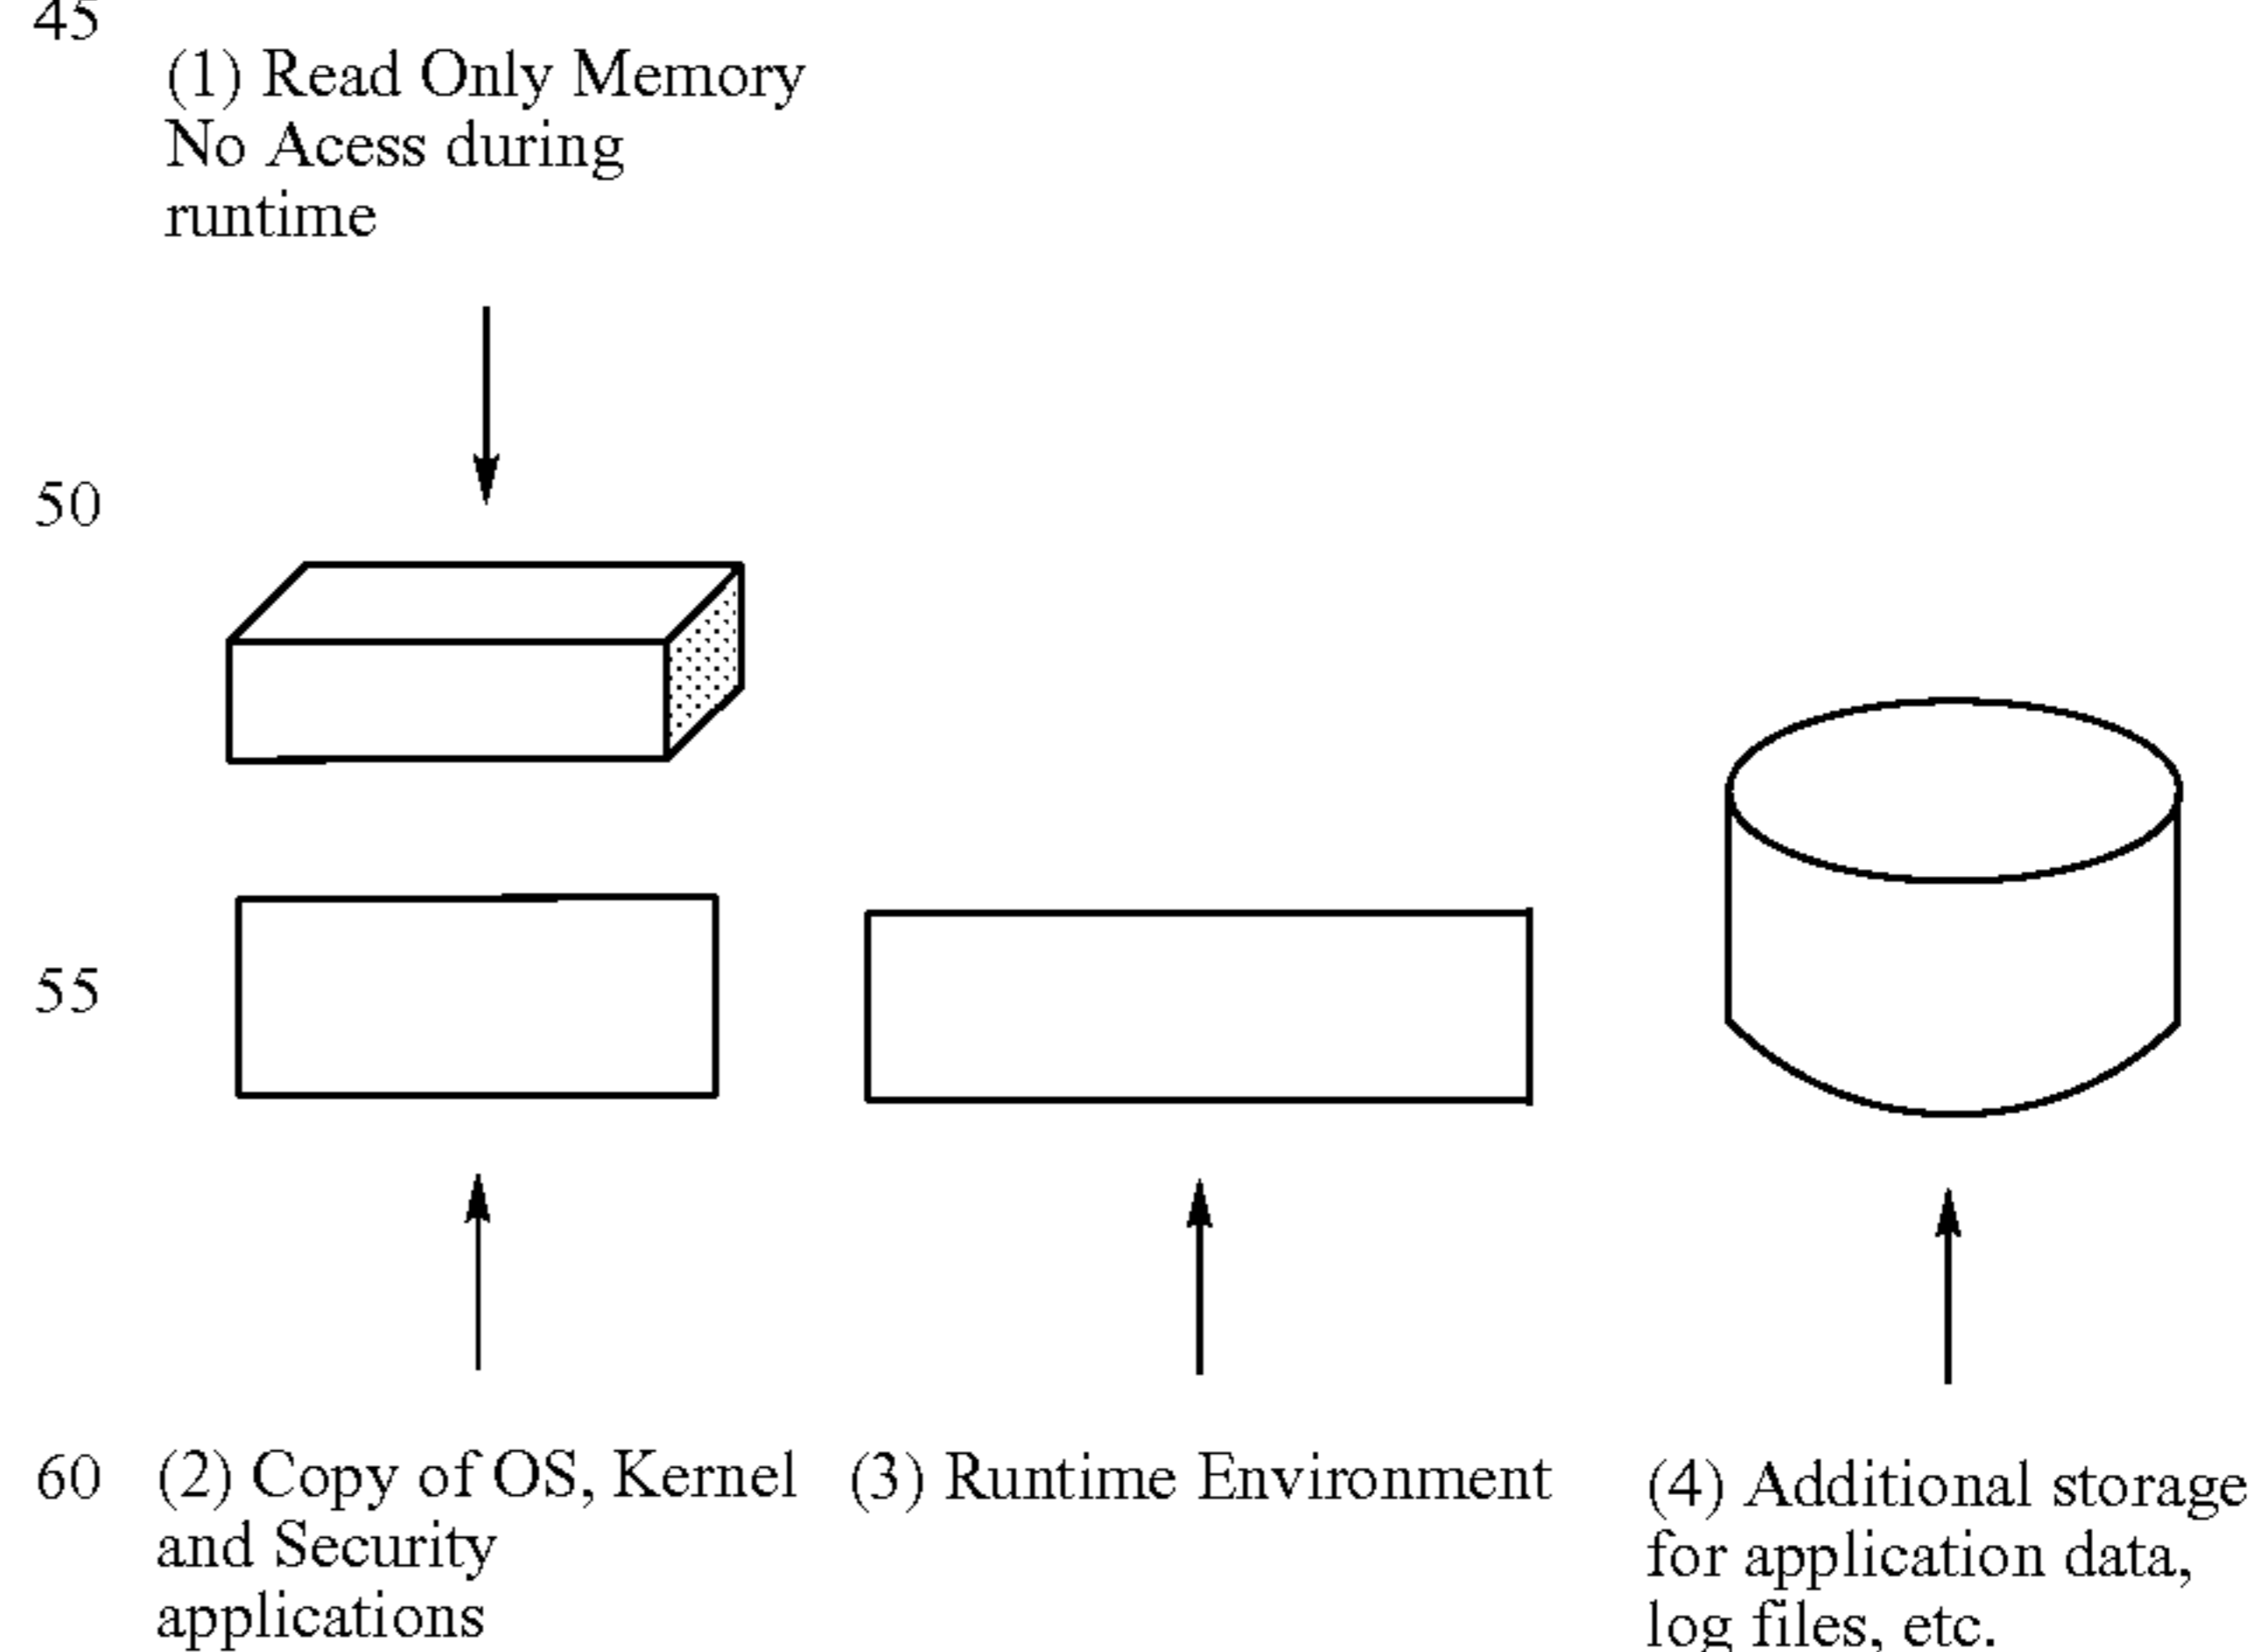 45
(1) Read Only Memory
No Acess during
runtime
50
55
60
(2) Copy of OS, Kernel
and Security
applications
(3) Runtime Environment
(4) Additional storage
for application data,
log files, etc.